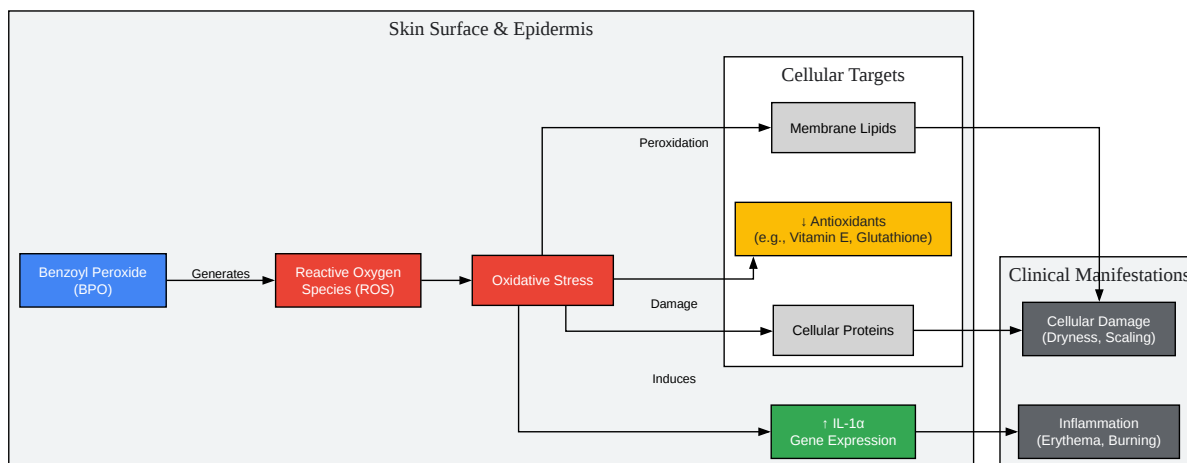 Skin Surface & Epidermis
Cellular Targets
Membrane Lipids
Peroxidation
↓ Antioxidants
(e.g., Vitamin E, Glutathione)
Benzoyl Peroxide
(BPO)
Generates
Reactive Oxygen
Species (ROS)
Oxidative Stress
Clinical Manifestations
Damage
Cellular Proteins
Cellular Damage
(Dryness, Scaling)
Induces
↑ IL-1α
Gene Expression
Inflammation
(Erythema, Burning)